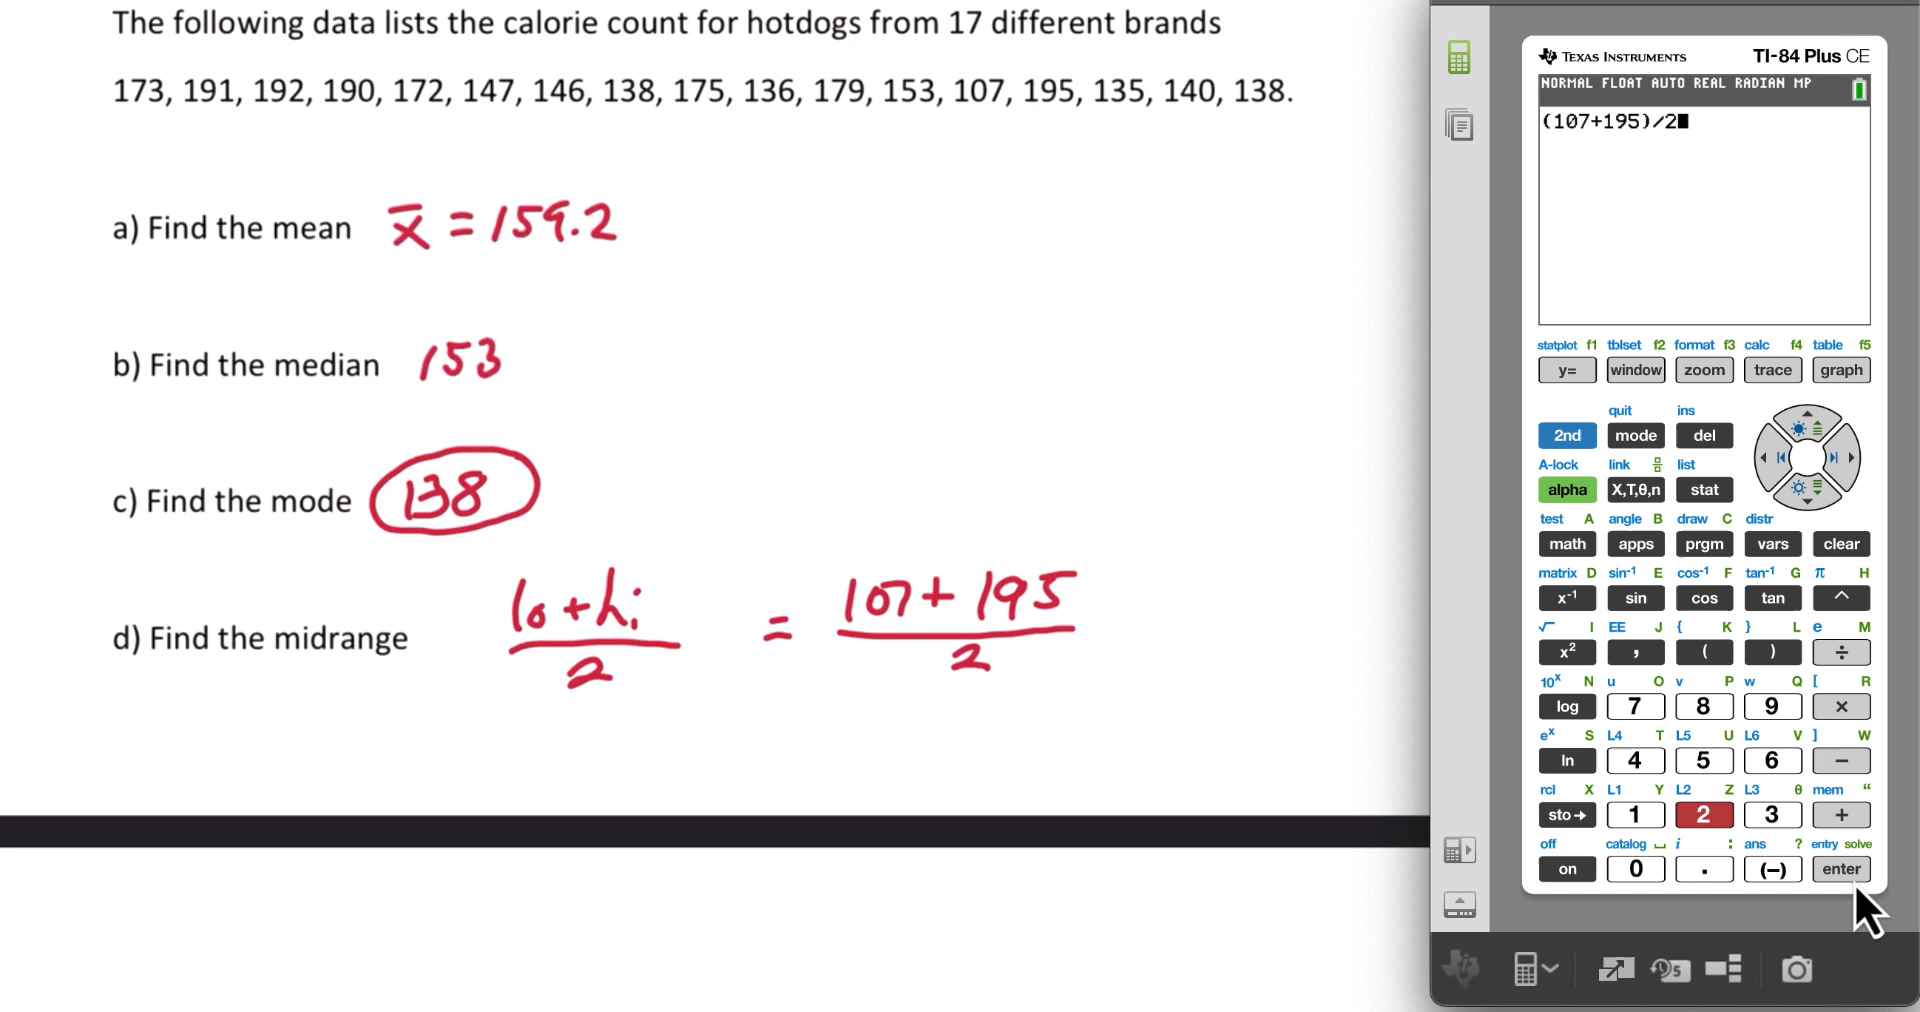 The following data lists the calorie count for hotdogs from 17 different brands
173, 191, 192, 190, 172, 147, 146, 138, 175, 136, 179, 153, 107, 195, 135, 140, 138.
a) Find the mean x̄ = 159.2
b) Find the median 153
c) Find the mode 138
d) Find the midrange lo + hi / 2 = 107 + 195 / 2
TEXAS INSTRUMENTS TI-84 Plus CE
NORMAL FLOAT AUTO REAL RADIAN MP
(107+195)/2
statplot f1 tblset f2 format f3 calc f4 table f5
y= window zoom trace graph
quit ins
2nd mode del
A-lock link list
alpha X,T,θ,n stat
test A angle B draw C distr
math apps prgm vars clear
matrix D sin⁻¹ E cos⁻¹ F tan⁻¹ G π H
x⁻¹ sin cos tan ^
√ I EE J { K } L e M
x² , ( ) ÷
10ˣ N u O v P w Q [ R
log 7 8 9 ×
eˣ S L4 T L5 U L6 V ] W
ln 4 5 6 −
rcl X L1 Y L2 Z L3 θ mem "
sto→ 1 2 3 +
off catalog i : ans ? entry solve
on 0 . (−) enter
5